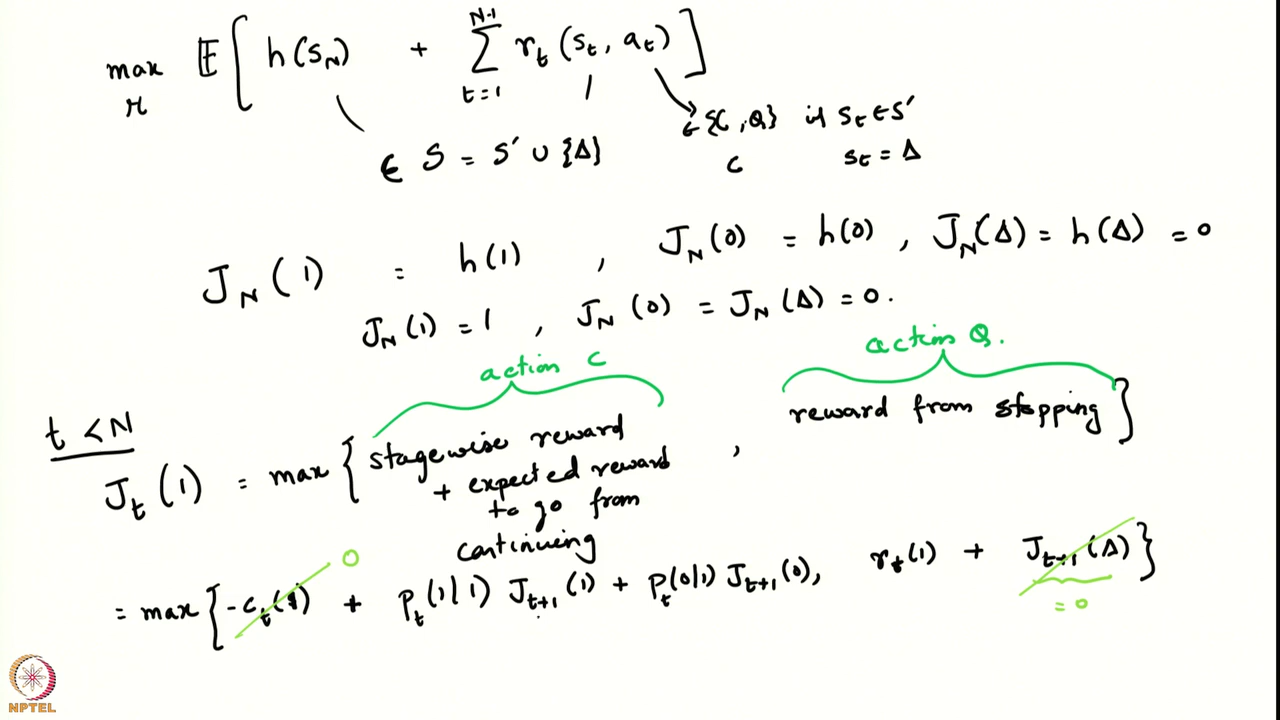 max_π 𝔼[ h(s_N) + Σ_{t=1}^{N-1} r_t(s_t, a_t) ]
∈ S = S' ∪ {Δ}
∈ {C, Q} if s_t ∈ S'
C s_t = Δ
J_N(1) = h(1), J_N(0) = h(0), J_N(Δ) = h(Δ) = 0
J_N(1) = 1, J_N(0) = J_N(Δ) = 0.
action C
action Q.
t < N
J_t(1) = max { stagewise reward + expected reward to go from continuing , reward from stopping }
= max { -c_t(1) + P_t(1|1) J_{t+1}(1) + P_t(0|1) J_{t+1}(0), r_t(1) + J_{t+1}(Δ) }
0
= 0
NPTEL